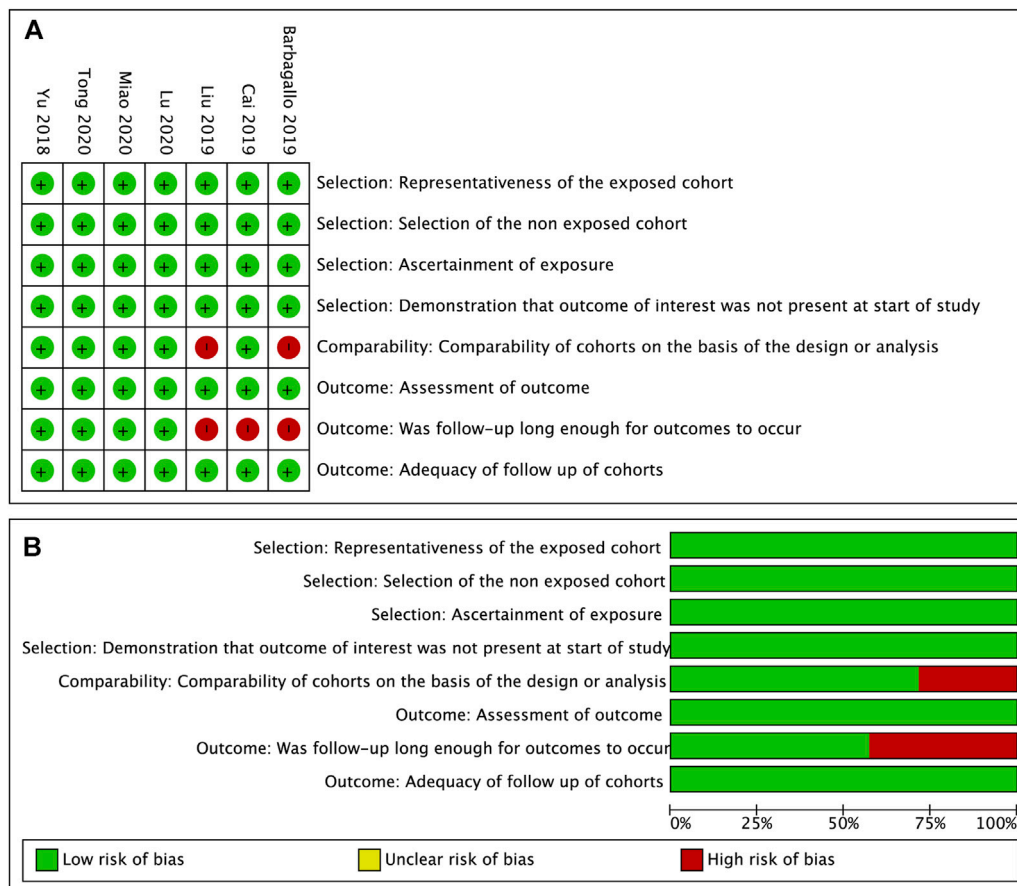 A
Yu 2018
Tong 2020
Miao 2020
Lu 2020
Liu 2019
Cai 2019
Barbagallo 2019
+ + + + + + + Selection: Representativeness of the exposed cohort
+ + + + + + + Selection: Selection of the non exposed cohort
+ + + + + + + Selection: Ascertainment of exposure
+ + + + + + + Selection: Demonstration that outcome of interest was not present at start of study
+ + + + - + - Comparability: Comparability of cohorts on the basis of the design or analysis
+ + + + + + + Outcome: Assessment of outcome
+ + + + - - - Outcome: Was follow-up long enough for outcomes to occur
+ + + + + + + Outcome: Adequacy of follow up of cohorts
B
Selection: Representativeness of the exposed cohort
Selection: Selection of the non exposed cohort
Selection: Ascertainment of exposure
Selection: Demonstration that outcome of interest was not present at start of study
Comparability: Comparability of cohorts on the basis of the design or analysis
Outcome: Assessment of outcome
Outcome: Was follow-up long enough for outcomes to occur
Outcome: Adequacy of follow up of cohorts
0% 25% 50% 75% 100%
Low risk of bias Unclear risk of bias High risk of bias